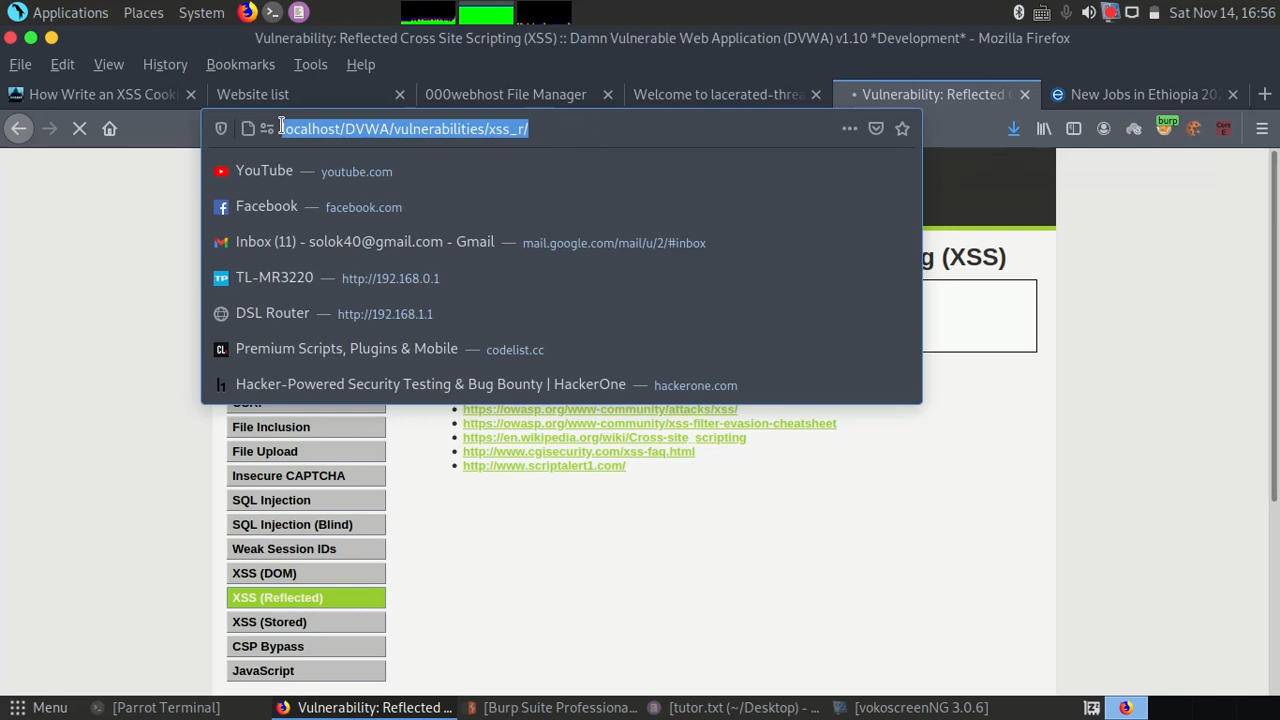 Applications Places System Sat Nov 14, 16:56
Vulnerability: Reflected Cross Site Scripting (XSS) :: Damn Vulnerable Web Application (DVWA) v1.10 *Development* - Mozilla Firefox
File Edit View History Bookmarks Tools Help
How Write an XSS Cook Website list 000webhost File Manager Welcome to lacerated-threa Vulnerability: Reflected C New Jobs in Ethiopia 202
localhost/DVWA/vulnerabilities/xss_r/ burp
YouTube — youtube.com
Facebook — facebook.com
Inbox (11) - solok40@gmail.com - Gmail — mail.google.com/mail/u/2/#inbox
TP TL-MR3220 — http://192.168.0.1
DSL Router — http://192.168.1.1
CL Premium Scripts, Plugins & Mobile — codelist.cc
Hacker-Powered Security Testing & Bug Bounty | HackerOne — hackerone.com
g (XSS)
https://owasp.org/www-community/attacks/xss/
https://owasp.org/www-community/xss-filter-evasion-cheatsheet
https://en.wikipedia.org/wiki/Cross-site_scripting
http://www.cgisecurity.com/xss-faq.html
http://www.scriptalert1.com/
CSRF
File Inclusion
File Upload
Insecure CAPTCHA
SQL Injection
SQL Injection (Blind)
Weak Session IDs
XSS (DOM)
XSS (Reflected)
XSS (Stored)
CSP Bypass
JavaScript
Menu [Parrot Terminal] Vulnerability: Reflected ... [Burp Suite Professiona... [tutor.txt (~/Desktop) - ... [vokoscreenNG 3.0.6]